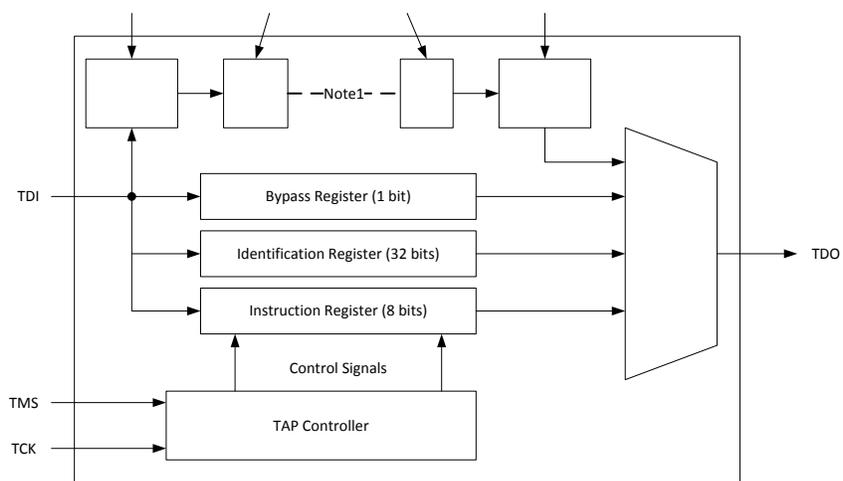 Note1
TDI
Bypass Register (1 bit)
Identification Register (32 bits)
TDO
Instruction Register (8 bits)
Control Signals
TMS
TAP Controller
TCK